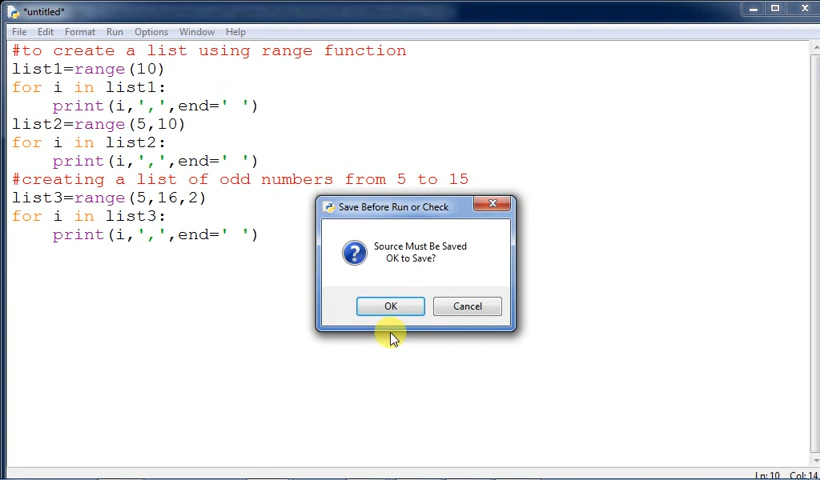 *untitled*
File Edit Format Run Options Window Help
#to create a list using range function
list1=range(10)
for i in list1:
    print(i,',',end=' ')
list2=range(5,10)
for i in list2:
    print(i,',',end=' ')
#creating a list of odd numbers from 5 to 15
list3=range(5,16,2)
for i in list3:
    print(i,',',end=' ')
Save Before Run or Check
Source Must Be Saved
OK to Save?
OK Cancel
Ln: 10 Col: 14